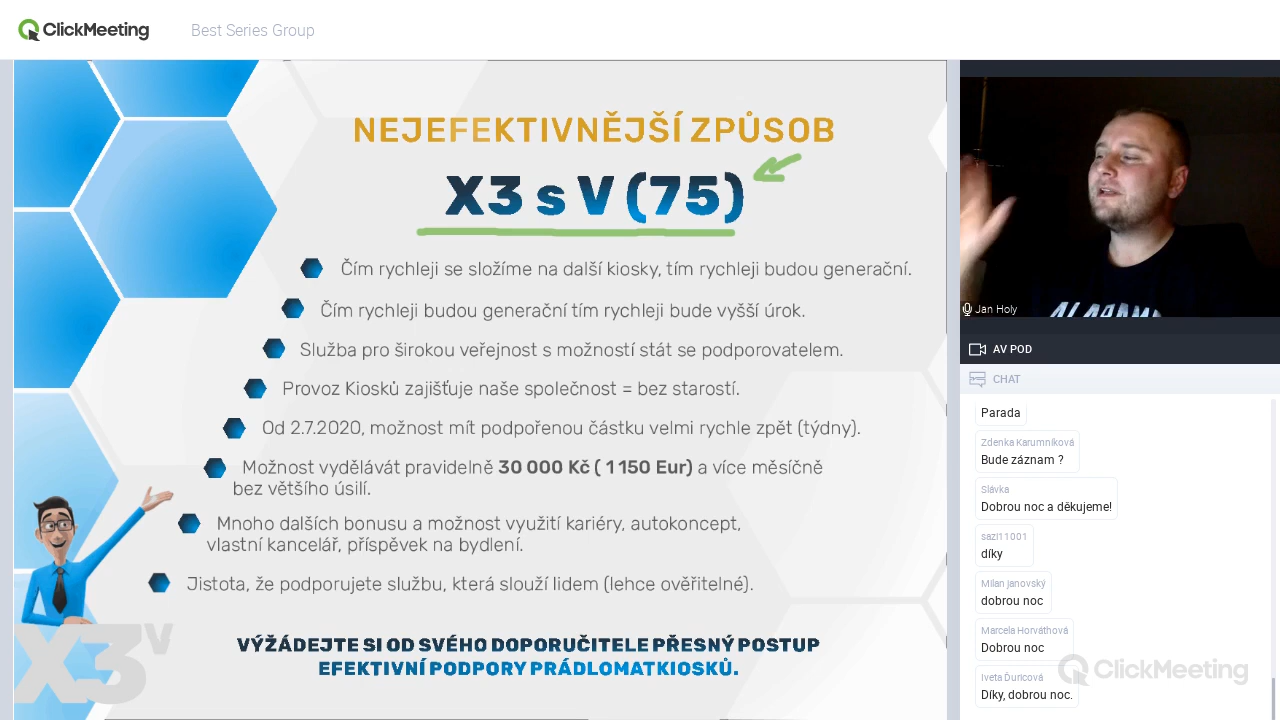 ClickMeeting
Best Series Group
NEJEFEKTIVNĚJŠÍ ZPŮSOB
X3 s V (75)
Čím rychleji se složíme na další kiosky, tím rychleji budou generační.
Čím rychleji budou generační tím rychleji bude vyšší úrok.
Služba pro širokou veřejnost s možností stát se podporovatelem.
Provoz Kiosků zajišťuje naše společnost = bez starostí.
Od 2.7.2020, možnost mít podpořenou částku velmi rychle zpět (týdny).
Možnost vydělávát pravidelně 30 000 Kč ( 1 150 Eur) a více měsíčně
bez většího úsilí.
Mnoho dalších bonusu a možnost využití kariéry, autokoncept,
vlastní kancelář, příspěvek na bydlení.
Jistota, že podporujete službu, která slouží lidem (lehce ověřitelné).
VÝŽÁDEJTE SI OD SVÉHO DOPORUČITELE PŘESNÝ POSTUP
EFEKTIVNÍ PODPORY PRÁDLOMATKIOSKŮ.
X3V
Jan Holy
AV POD
CHAT
Parada
Zdenka Karumníková
Bude záznam ?
Slávka
Dobrou noc a děkujeme!
sazi11001
díky
Milan janovský
dobrou noc
Marcela Horváthová
Dobrou noc
Iveta Ďuricová
Díky, dobrou noc.
ClickMeeting